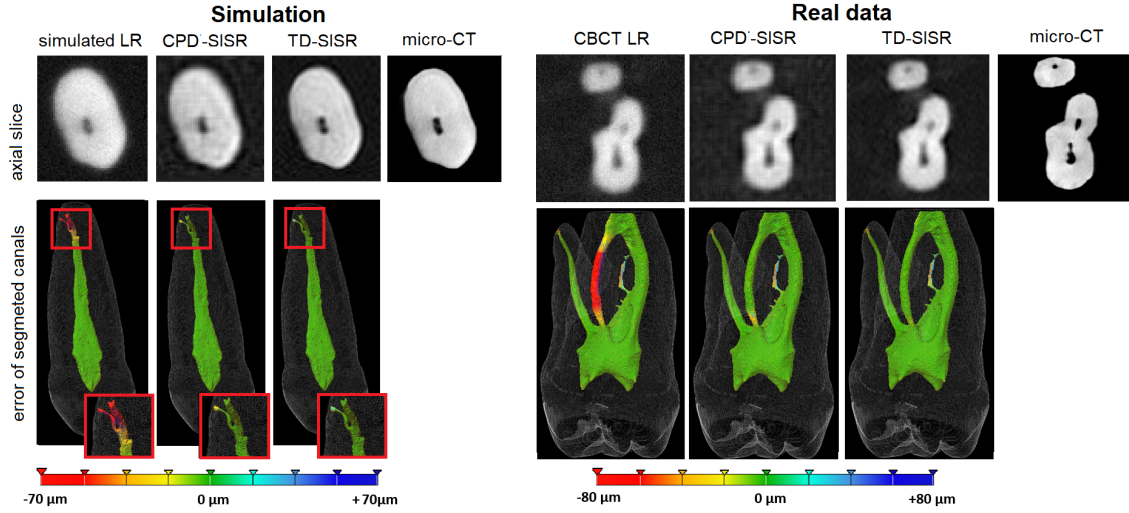 Simulation
Real data
simulated LR CPD'-SISR TD-SISR micro-CT
CBCT LR CPD'-SISR TD-SISR micro-CT
axial slice
error of segmeted canals
-70 µm 0 µm +70µm
-80 µm 0 µm +80 µm